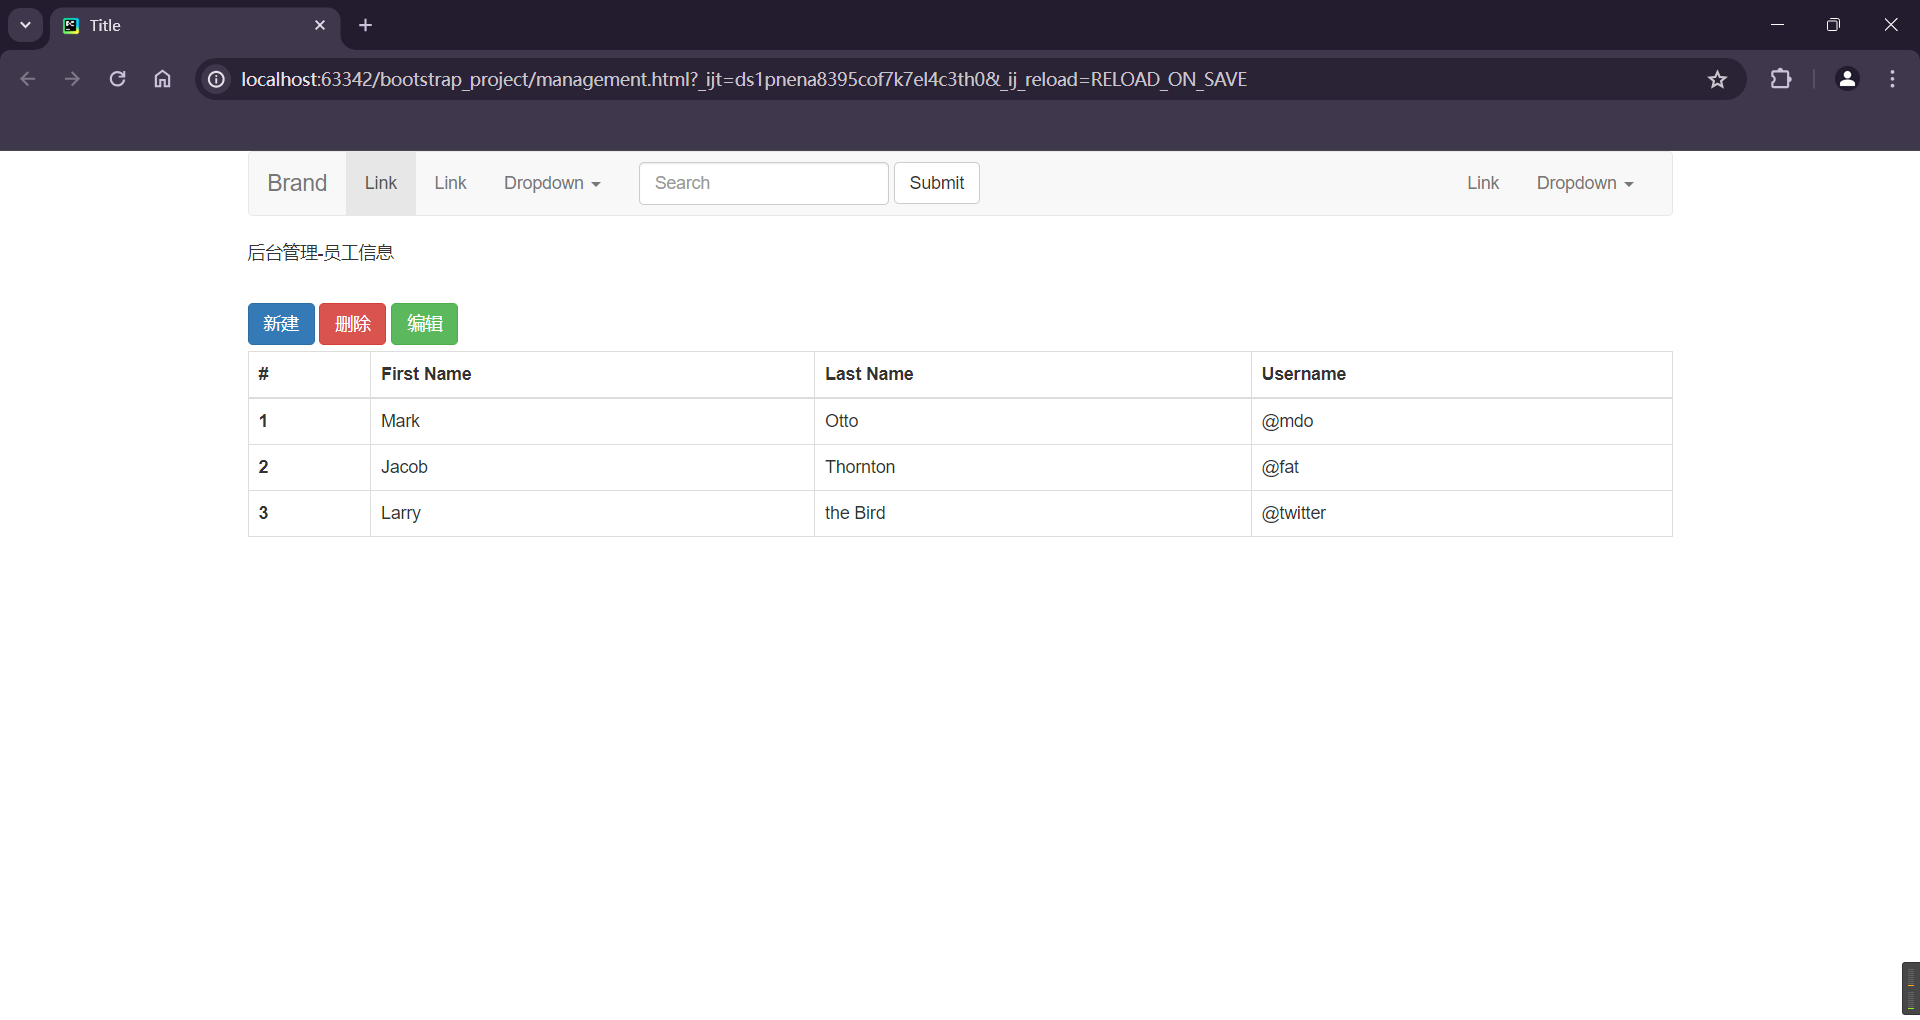 Title
localhost:63342/bootstrap_project/management.html?_ijt=ds1pnena8395cof7k7el4c3th0&_ij_reload=RELOAD_ON_SAVE
Brand Link Link Dropdown Search Submit Link Dropdown
后台管理-员工信息
新建 删除 编辑
# First Name Last Name Username
1 Mark Otto @mdo
2 Jacob Thornton @fat
3 Larry the Bird @twitter